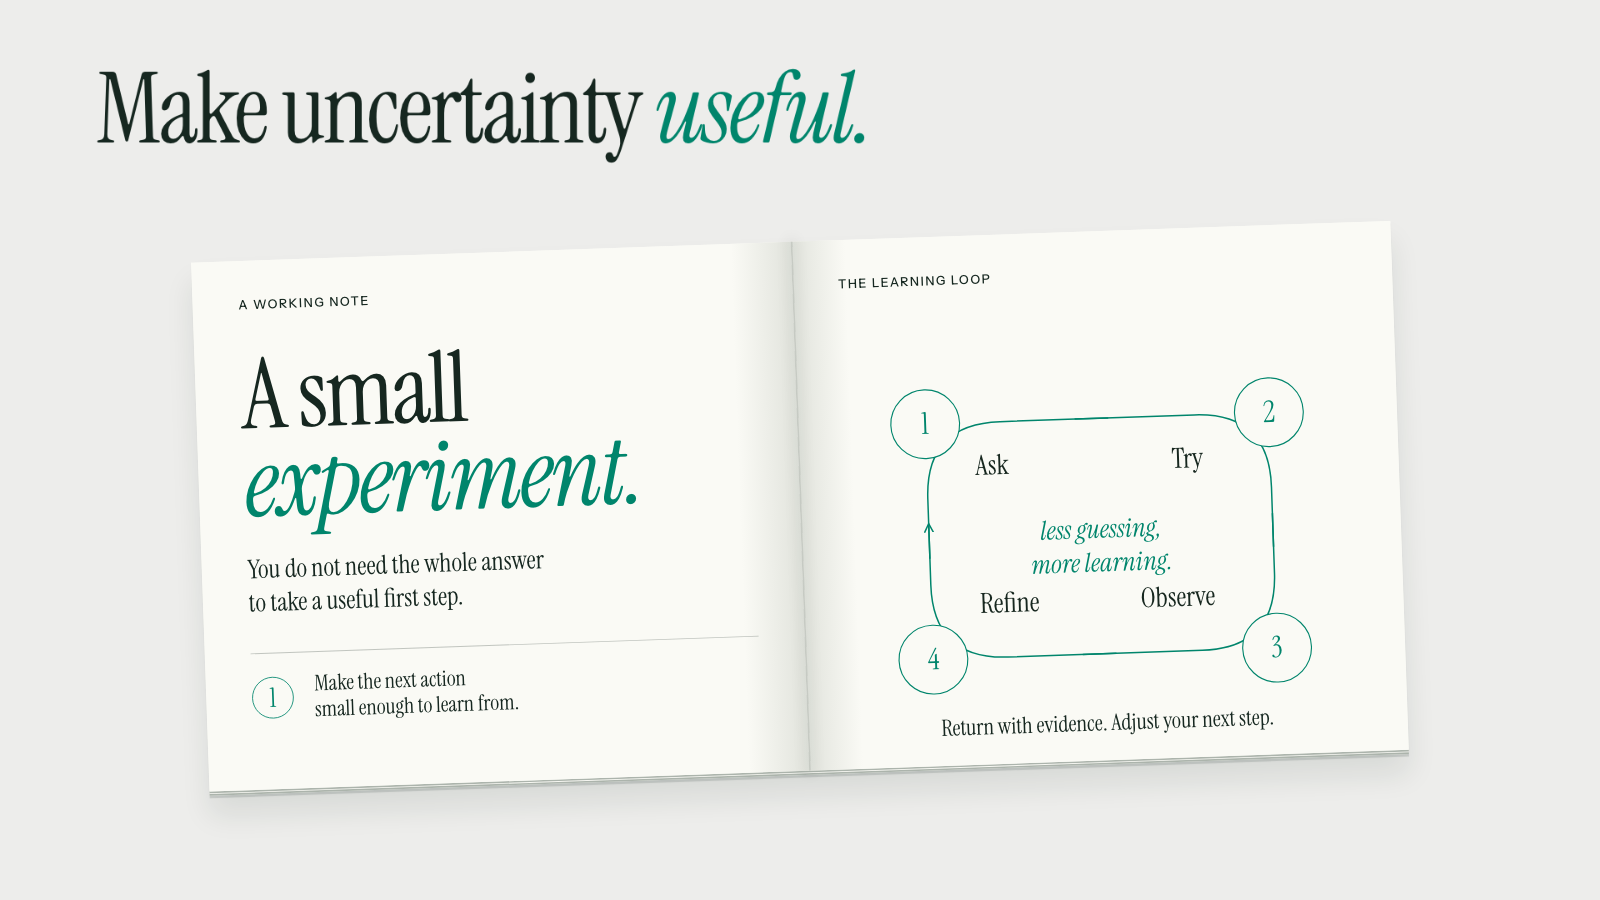 Make uncertainty useful.
A WORKING NOTE
A small
experiment.
You do not need the whole answer
to take a useful first step.
1
Make the next action
small enough to learn from.
THE LEARNING LOOP
1
2
Ask
Try
less guessing,
more learning.
Refine
Observe
4
3
Return with evidence. Adjust your next step.